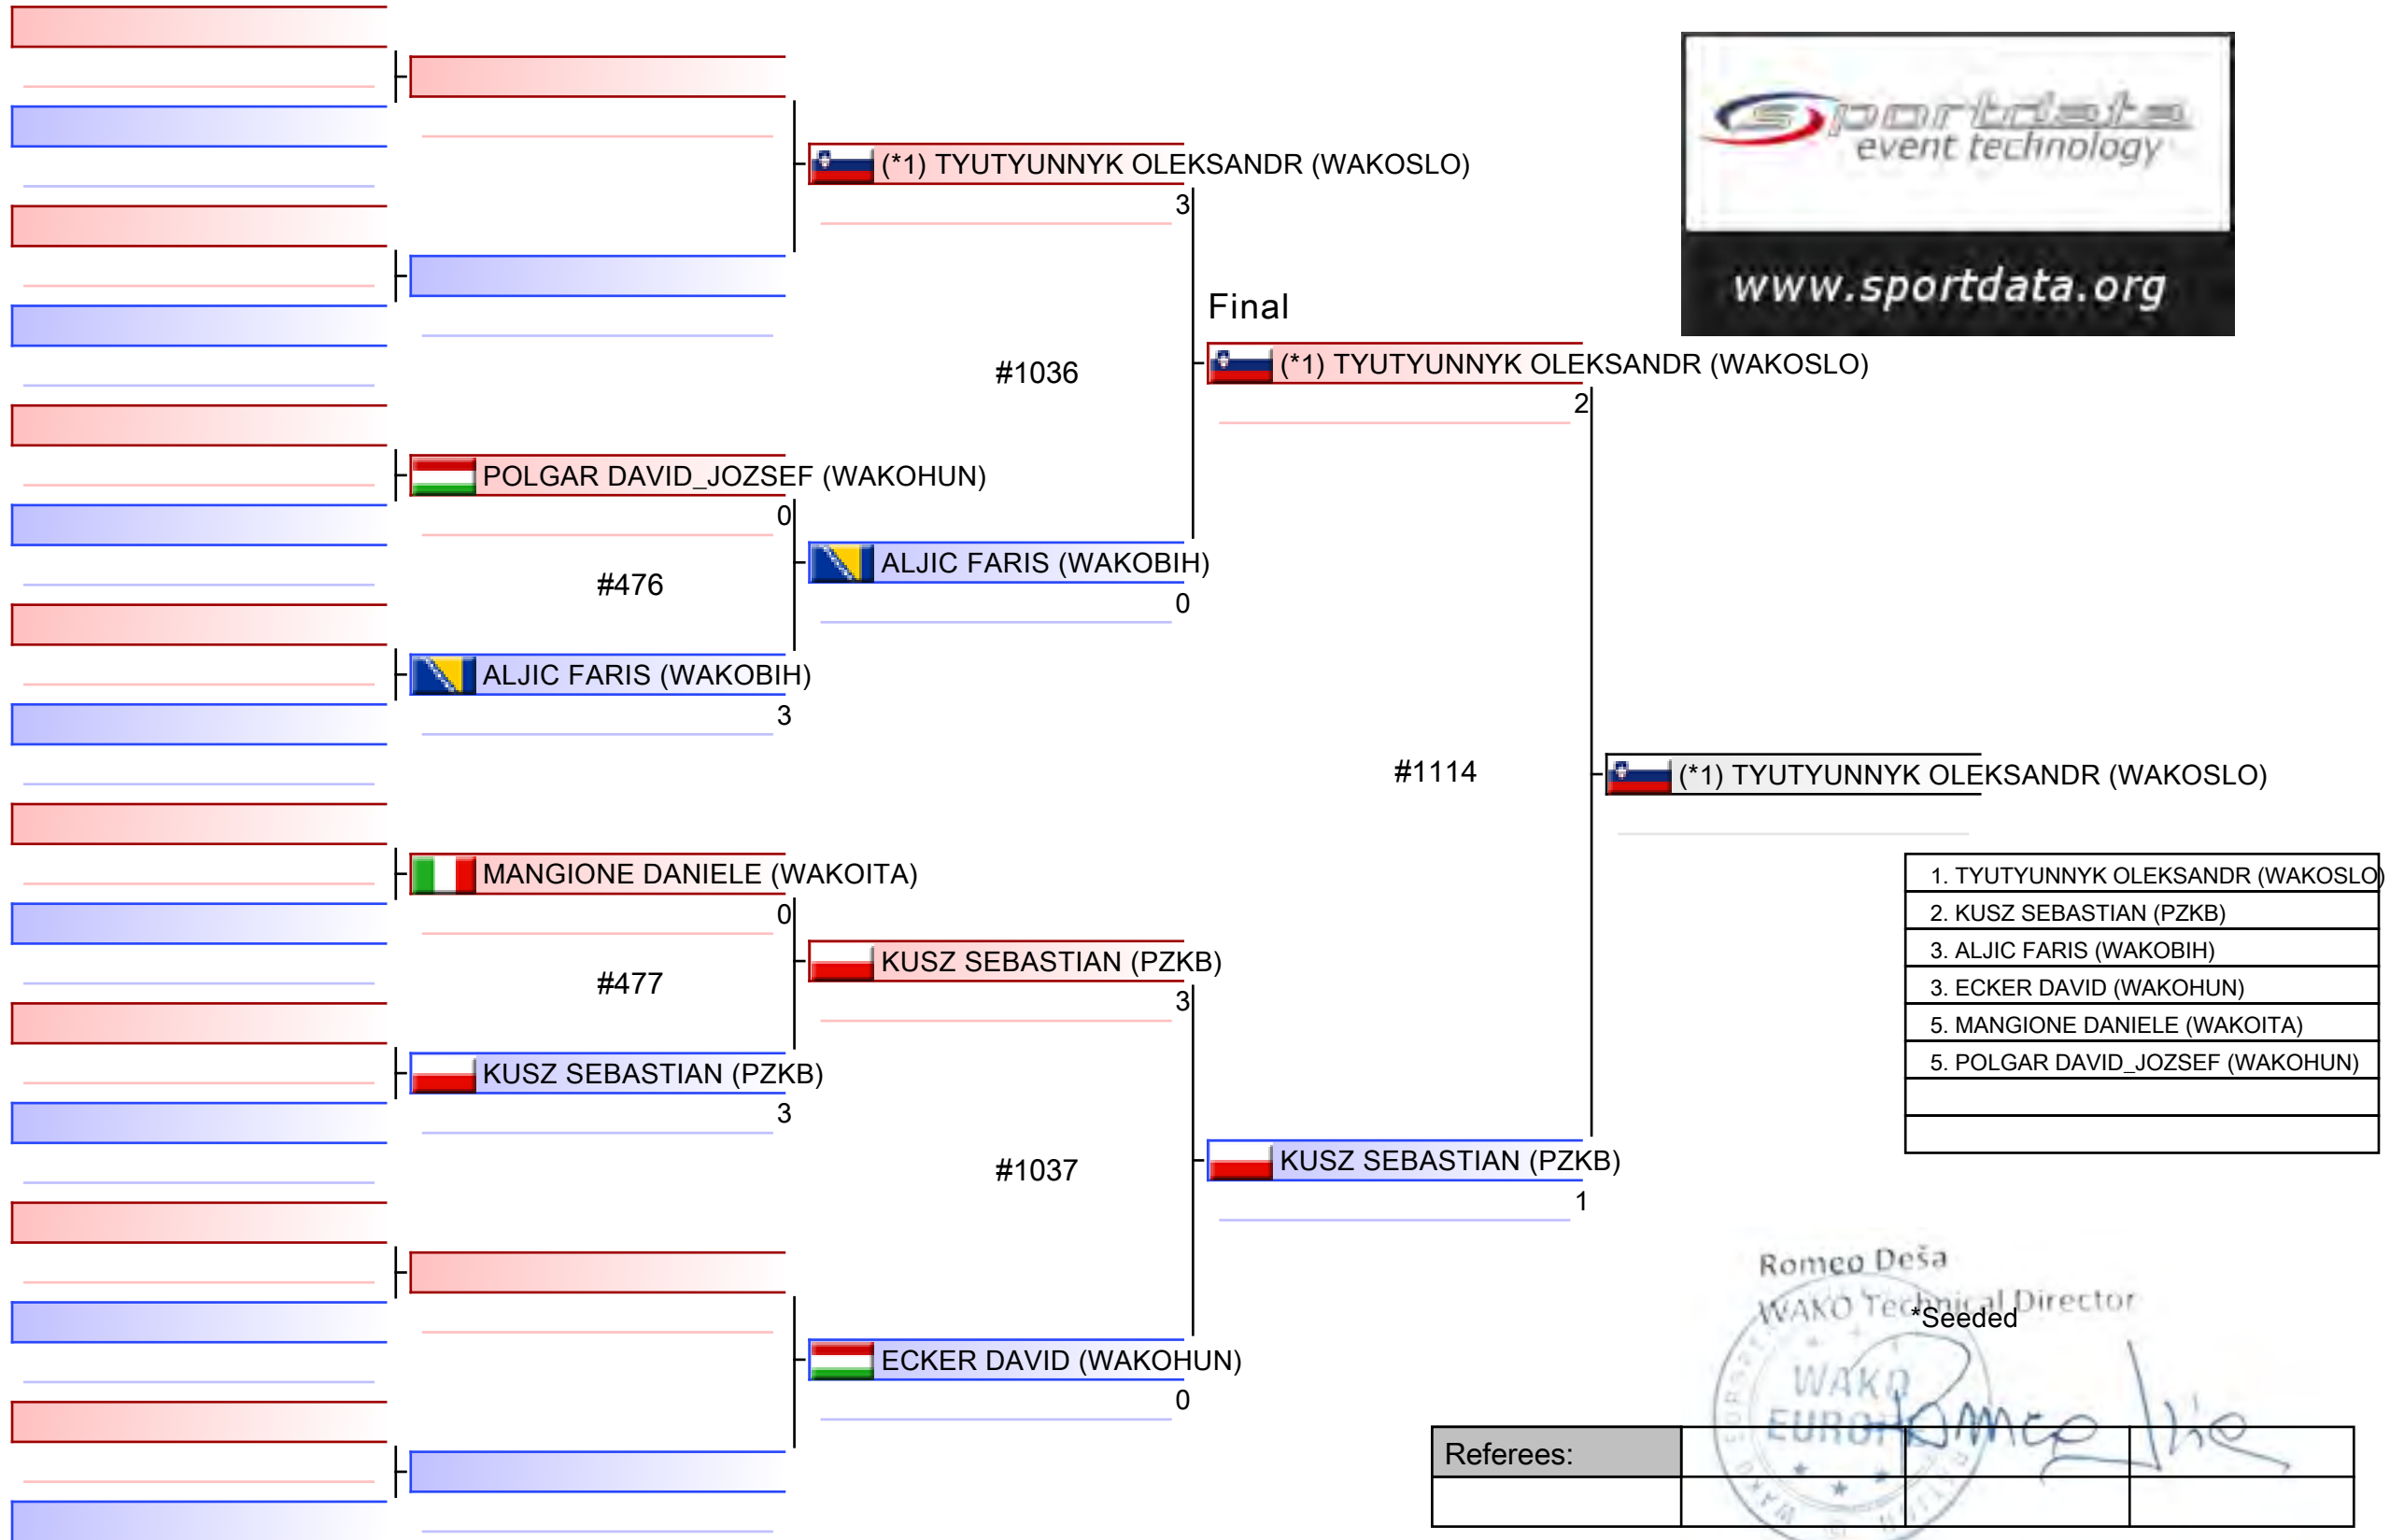 sportdata
event technology
www.sportdata.org
(*1) TYUTYUNNYK OLEKSANDR (WAKOSLO)
3
Final
#1036
(*1) TYUTYUNNYK OLEKSANDR (WAKOSLO)
2
POLGAR DAVID_JOZSEF (WAKOHUN)
0
#476
ALJIC FARIS (WAKOBIH)
0
ALJIC FARIS (WAKOBIH)
3
#1114
(*1) TYUTYUNNYK OLEKSANDR (WAKOSLO)
MANGIONE DANIELE (WAKOITA)
0
#477
KUSZ SEBASTIAN (PZKB)
3
KUSZ SEBASTIAN (PZKB)
3
#1037
KUSZ SEBASTIAN (PZKB)
1
ECKER DAVID (WAKOHUN)
0
1. TYUTYUNNYK OLEKSANDR (WAKOSLO)
2. KUSZ SEBASTIAN (PZKB)
3. ALJIC FARIS (WAKOBIH)
3. ECKER DAVID (WAKOHUN)
5. MANGIONE DANIELE (WAKOITA)
5. POLGAR DAVID_JOZSEF (WAKOHUN)
Romeo Deša
WAKO Technical Director
*Seeded
WAKO
EUROPE
Referees: